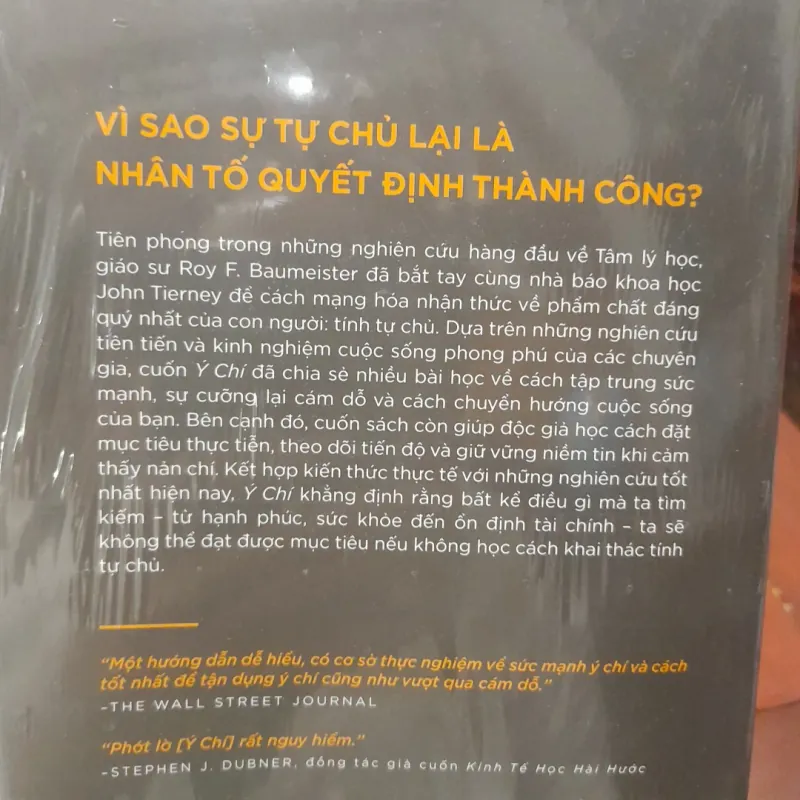 VÌ SAO SỰ TỰ CHỦ LẠI LÀ
NHÂN TỐ QUYẾT ĐỊNH THÀNH CÔNG?
Tiên phong trong những nghiên cứu hàng đầu về Tâm lý học,
giáo sư Roy F. Baumeister đã bắt tay cùng nhà báo khoa học
John Tierney để cách mạng hóa nhận thức về phẩm chất đáng
quý nhất của con người: tính tự chủ. Dựa trên những nghiên cứu
tiên tiến và kinh nghiệm cuộc sống phong phú của các chuyên
gia, cuốn Ý Chí đã chia sẻ nhiều bài học về cách tập trung sức
mạnh, sự cưỡng lại cám dỗ và cách chuyển hướng cuộc sống
của bạn. Bên cạnh đó, cuốn sách còn giúp độc giả học cách đặt
mục tiêu thực tiễn, theo dõi tiến độ và giữ vững niềm tin khi cảm
thấy nản chí. Kết hợp kiến thức thực tế với những nghiên cứu tốt
nhất hiện nay, Ý Chí khẳng định rằng bất kể điều gì mà ta tìm
kiếm – từ hạnh phúc, sức khỏe đến ổn định tài chính – ta sẽ
không thể đạt được mục tiêu nếu không học cách khai thác tính
tự chủ.
“Một hướng dẫn dễ hiểu, có cơ sở thực nghiệm về sức mạnh ý chí và cách
tốt nhất để tận dụng ý chí cũng như vượt qua cám dỗ.”
–THE WALL STREET JOURNAL
“Phớt lờ [Ý Chí] rất nguy hiểm.”
–STEPHEN J. DUBNER, đồng tác giả cuốn Kinh Tế Học Hài Hước